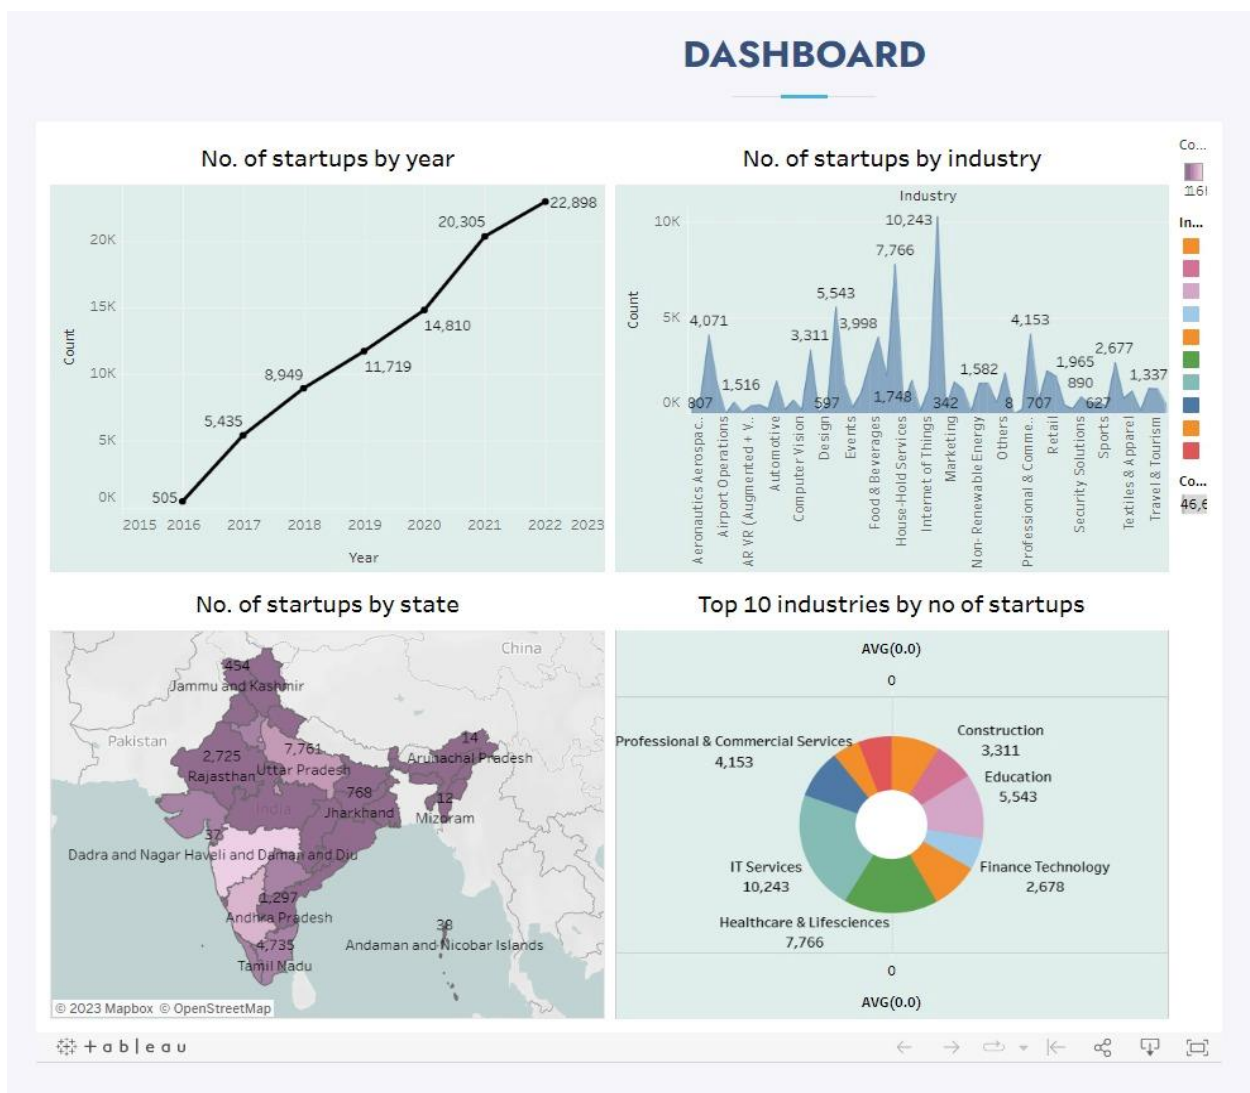 DASHBOARD
No. of startups by year
Count
20K
15K
10K
5K
0K
505
5,435
8,949
11,719
14,810
20,305
22,898
2015 2016 2017 2018 2019 2020 2021 2022 2023
Year
No. of startups by industry
Industry
Count
10K
5K
0K
4,071
807
1,516
3,311
5,543
597
3,998
7,766
1,748
10,243
342
1,582
8
4,153
707
1,965
890
627
2,677
1,337
Aeronautics Aerospac..
Airport Operations
AR VR (Augmented + V..
Automotive
Computer Vision
Design
Events
Food & Beverages
House-Hold Services
Internet of Things
Marketing
Non- Renewable Energy
Others
Professional & Comme..
Retail
Security Solutions
Sports
Textiles & Apparel
Travel & Tourism
Co...
In...
Co...
No. of startups by state
China
Pakistan
India
454
Jammu and Kashmir
2,725
Rajasthan
7,761
Uttar Pradesh
14
Arunachal Pradesh
768
Jharkhand
12
Mizoram
37
Dadra and Nagar Haveli and Daman and Diu
1,297
Andhra Pradesh
38
Andaman and Nicobar Islands
4,735
Tamil Nadu
© 2023 Mapbox © OpenStreetMap
Top 10 industries by no of startups
AVG(0.0)
0
Professional & Commercial Services
4,153
Construction
3,311
Education
5,543
IT Services
10,243
Finance Technology
2,678
Healthcare & Lifesciences
7,766
0
AVG(0.0)
+ableau